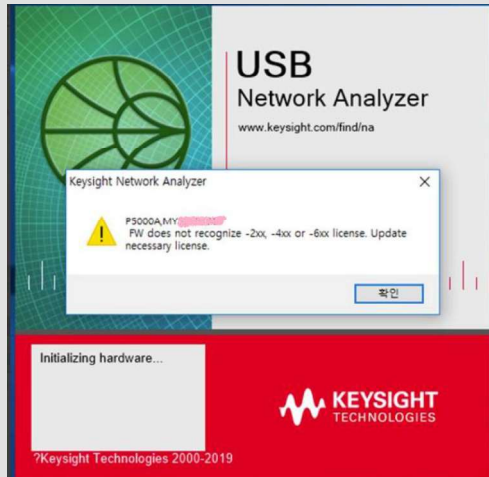 USB
Network Analyzer
www.keysight.com/find/na
Keysight Network Analyzer
P5000A,MY
FW does not recognize -2xx, -4xx or -6xx license. Update
necessary license.
확인
Initializing hardware...
KEYSIGHT
TECHNOLOGIES
?Keysight Technologies 2000-2019